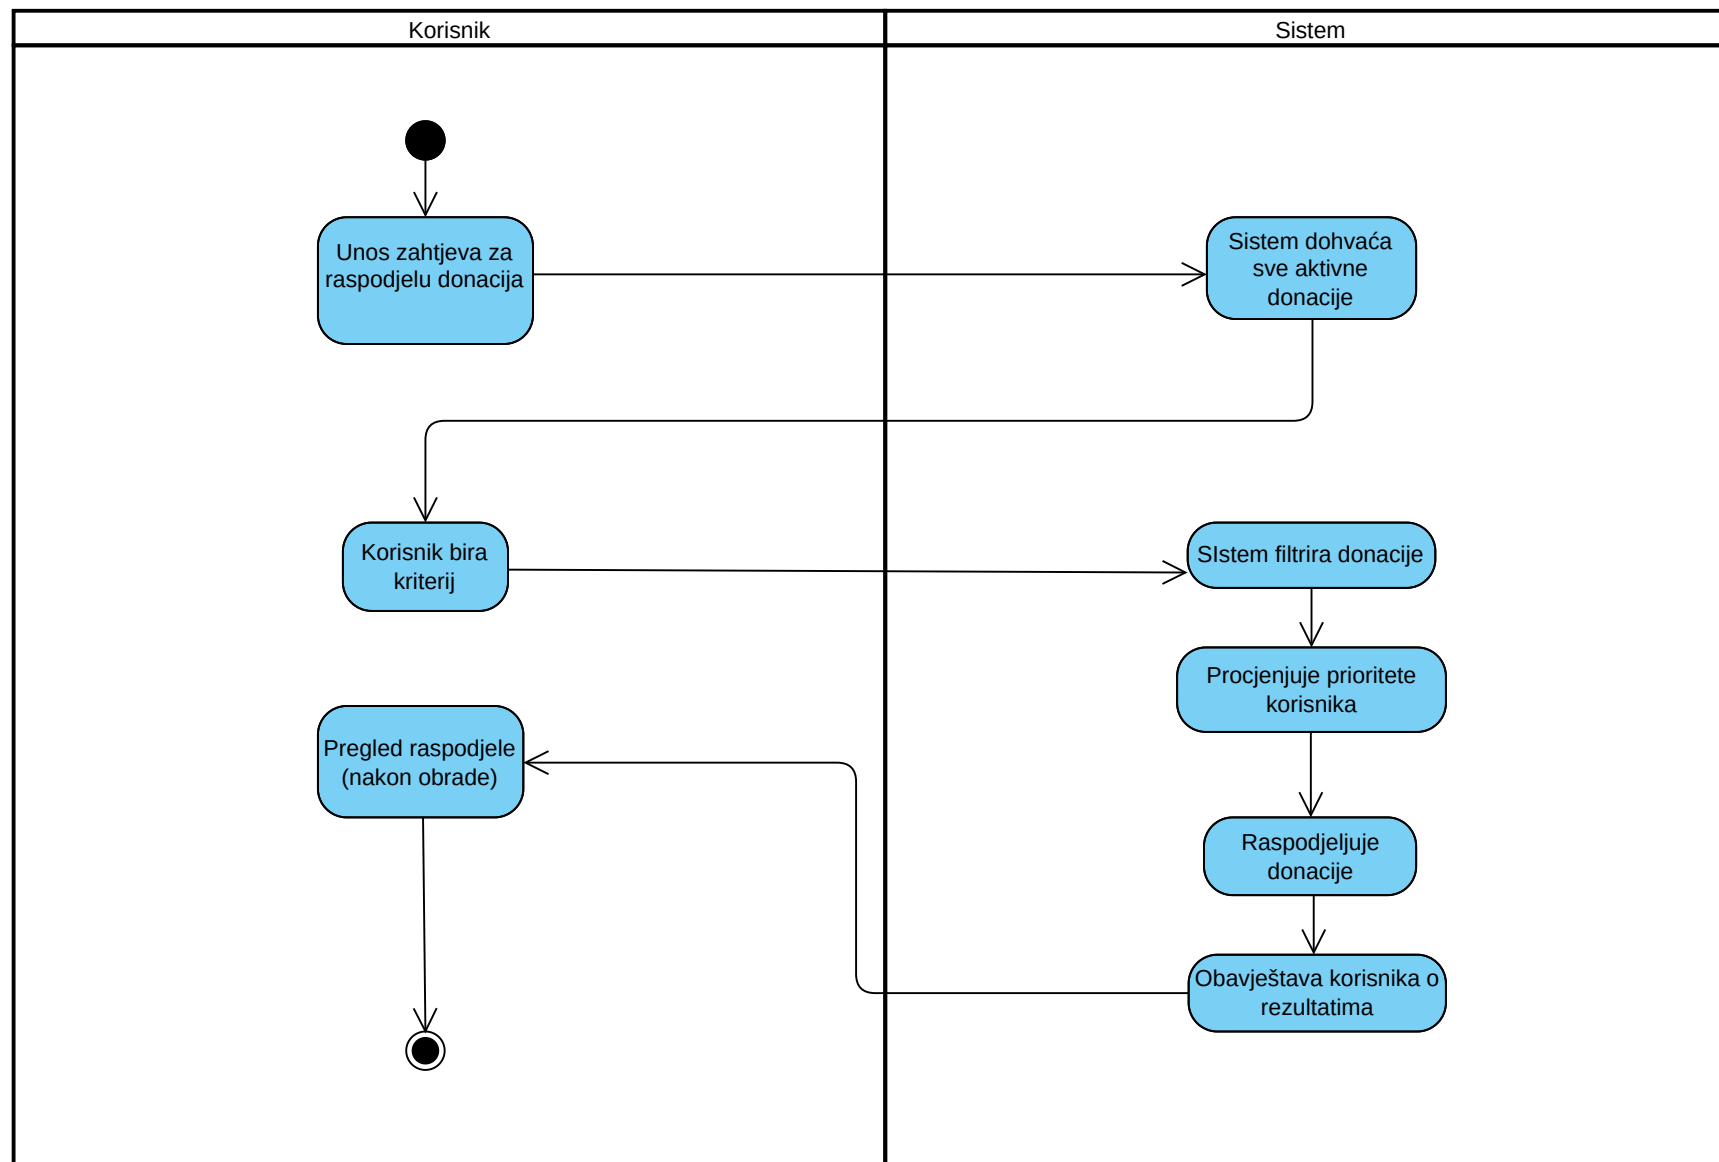 Korisnik
Sistem
Unos zahtjeva za
raspodjelu donacija
Sistem dohvaća
sve aktivne
donacije
Korisnik bira
kriterij
SIstem filtrira donacije
Procjenjuje prioritete
korisnika
Pregled raspodjele
(nakon obrade)
Raspodjeljuje
donacije
Obavještava korisnika o
rezultatima